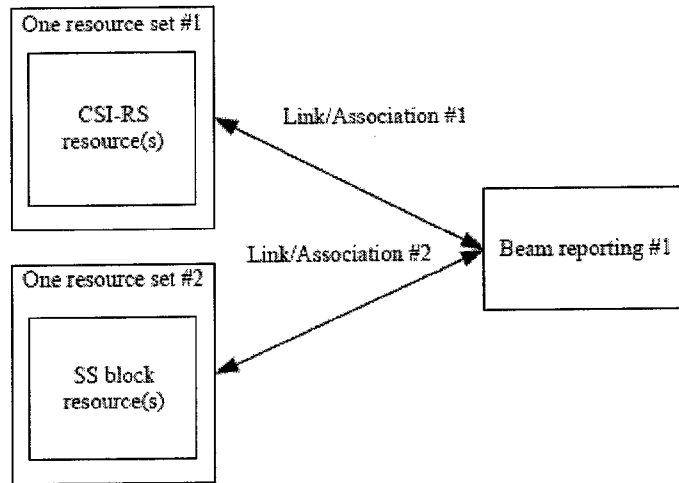 One resource set #1
CSI-RS
resource(s)
Link/Association #1
Link/Association #2
Beam reporting #1
One resource set #2
SS block
resource(s)